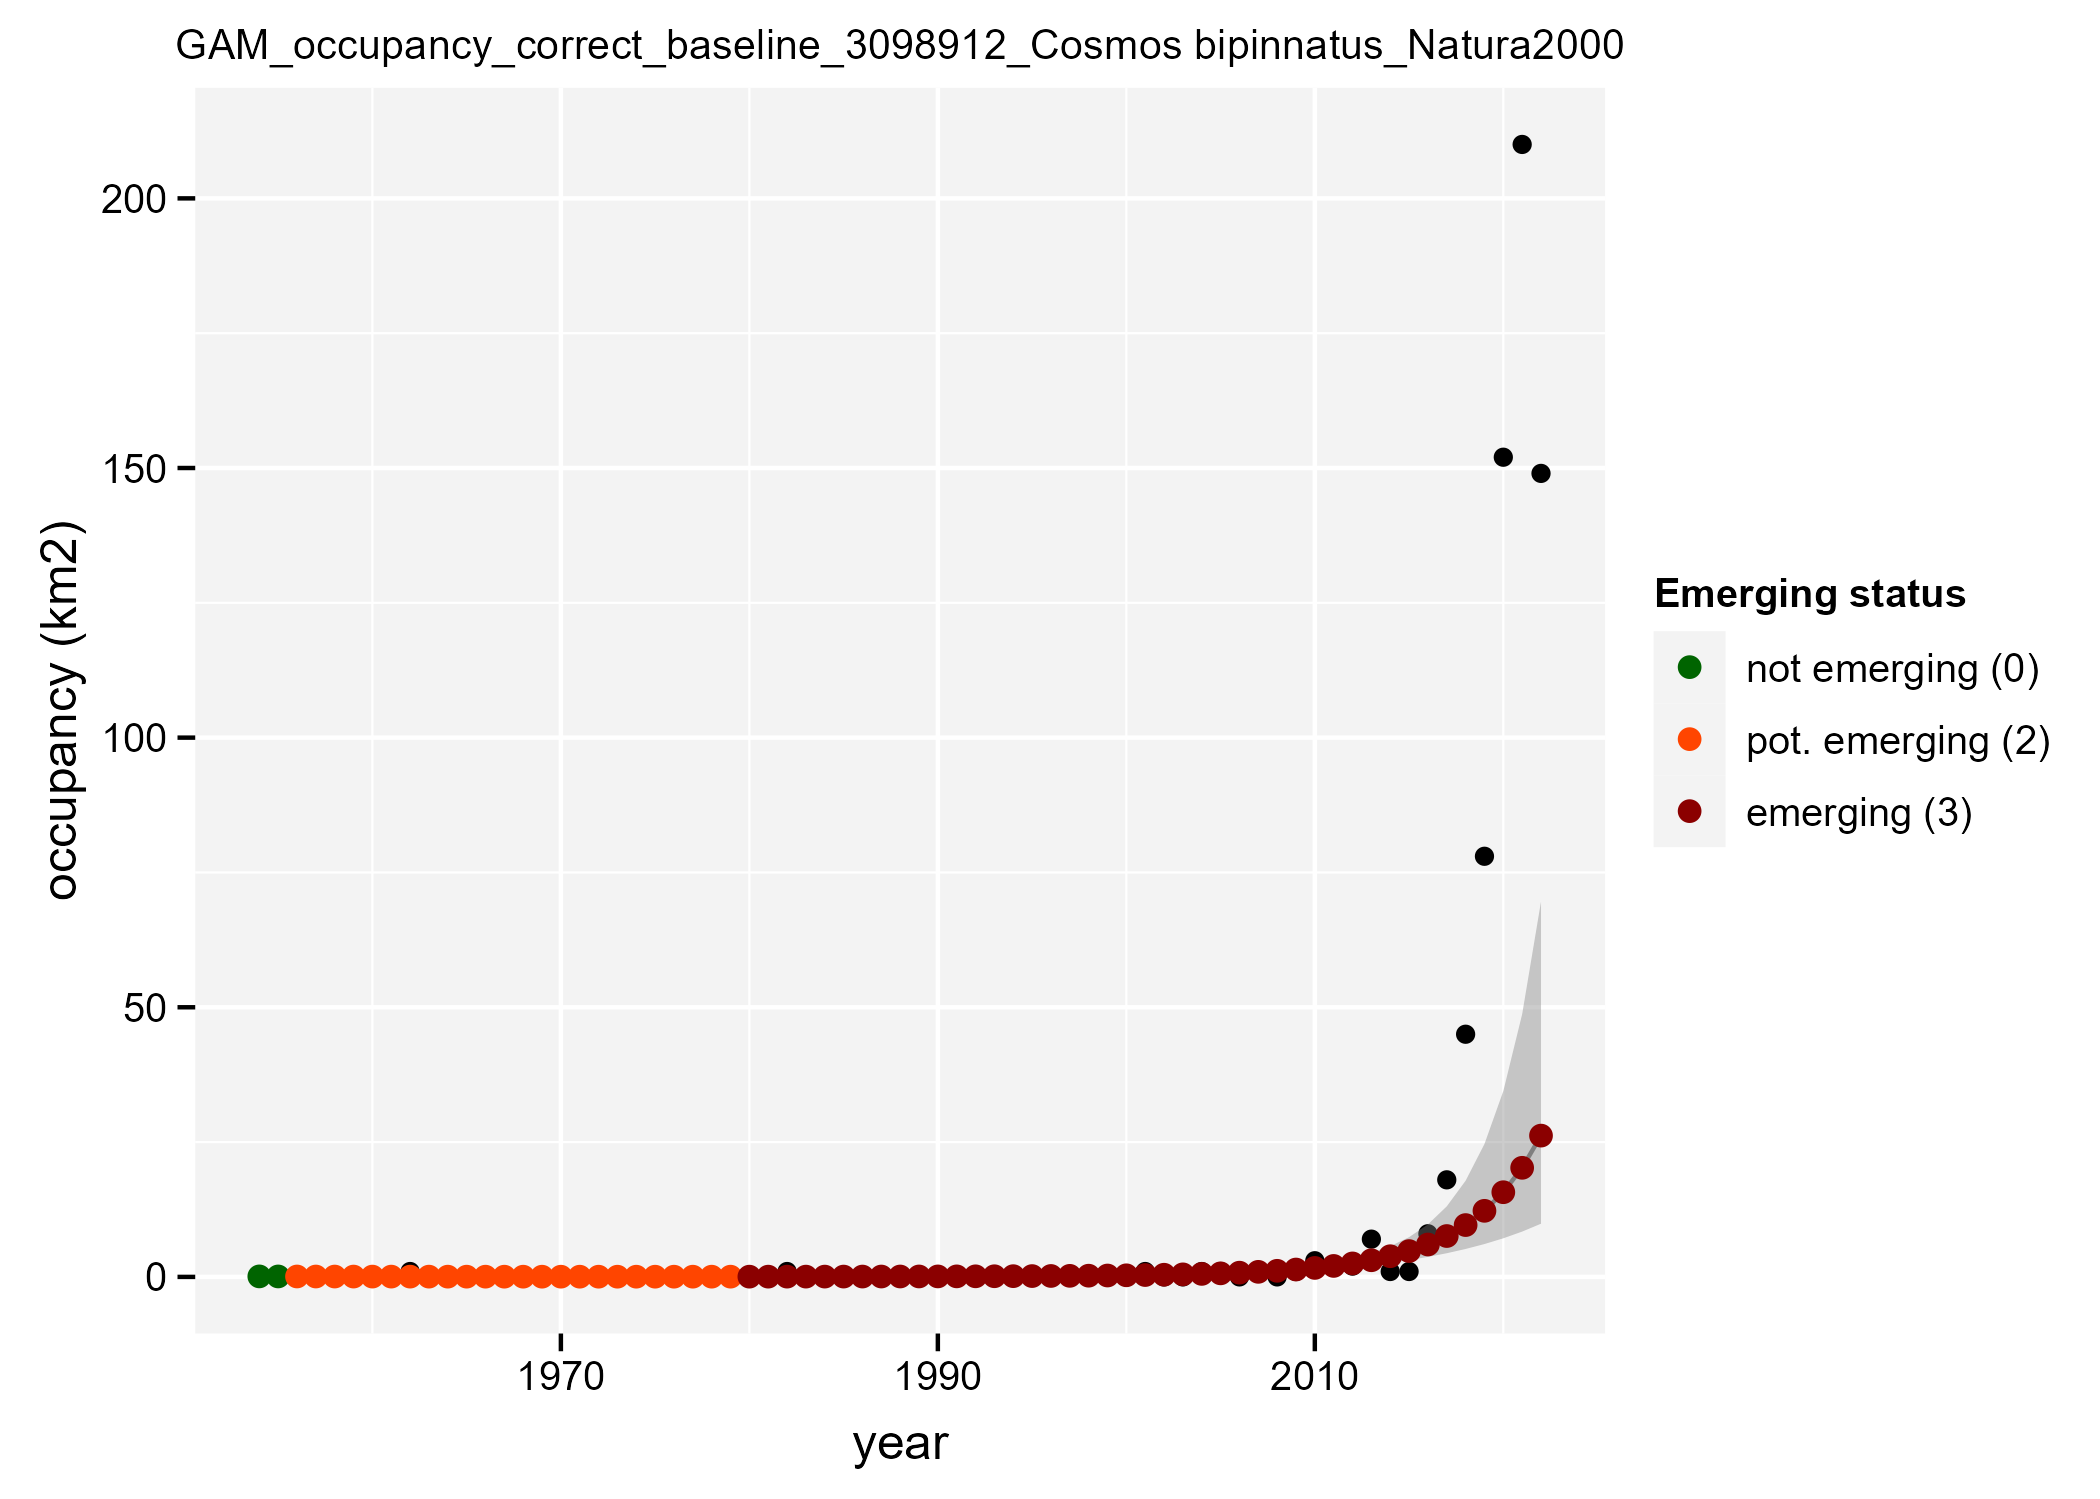 GAM_occupancy_correct_baseline_3098912_Cosmos bipinnatus_Natura2000
200
150
100
50
0
occupancy (km2)
1970 1990 2010
year
Emerging status
not emerging (0)
pot. emerging (2)
emerging (3)